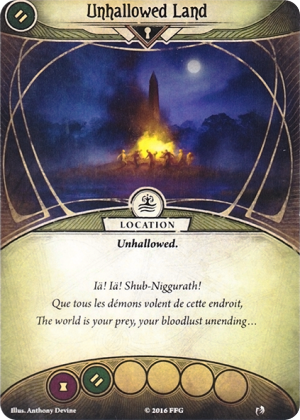 Unhallowed Land
LOCATION
Unhallowed.
Iä! Iä! Shub-Niggurath!
Que tous les démons volent de cette endroit,
The world is your prey, your bloodlust unending…
Illus. Anthony Devine
© 2016 FFG